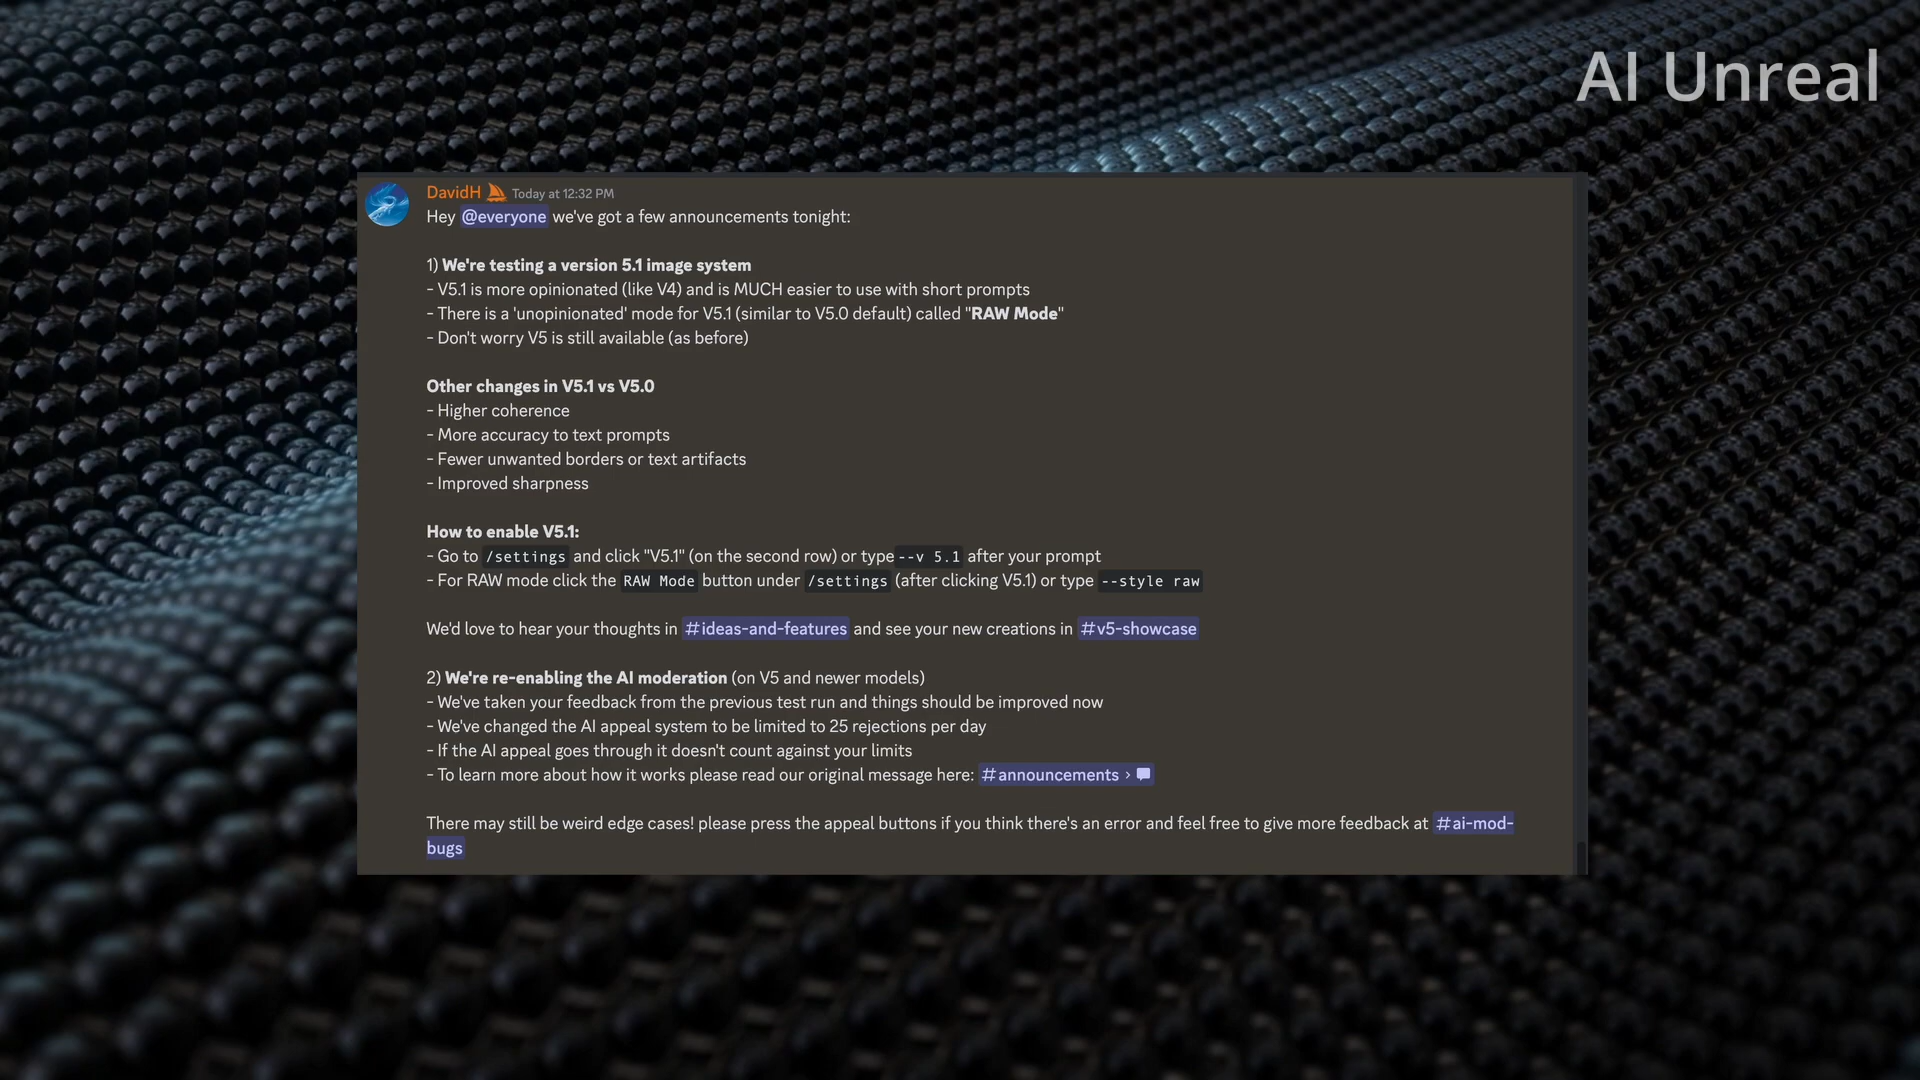 AI Unreal
DavidH Today at 12:32 PM
Hey @everyone we've got a few announcements tonight:
1) We're testing a version 5.1 image system
- V5.1 is more opinionated (like V4) and is MUCH easier to use with short prompts
- There is a 'unopinionated' mode for V5.1 (similar to V5.0 default) called "RAW Mode"
- Don't worry V5 is still available (as before)
Other changes in V5.1 vs V5.0
- Higher coherence
- More accuracy to text prompts
- Fewer unwanted borders or text artifacts
- Improved sharpness
How to enable V5.1:
- Go to /settings and click "V5.1" (on the second row) or type --v 5.1 after your prompt
- For RAW mode click the RAW Mode button under /settings (after clicking V5.1) or type --style raw
We'd love to hear your thoughts in #ideas-and-features and see your new creations in #v5-showcase
2) We're re-enabling the AI moderation (on V5 and newer models)
- We've taken your feedback from the previous test run and things should be improved now
- We've changed the AI appeal system to be limited to 25 rejections per day
- If the AI appeal goes through it doesn't count against your limits
- To learn more about how it works please read our original message here: #announcements ›
There may still be weird edge cases! please press the appeal buttons if you think there's an error and feel free to give more feedback at #ai-mod-
bugs